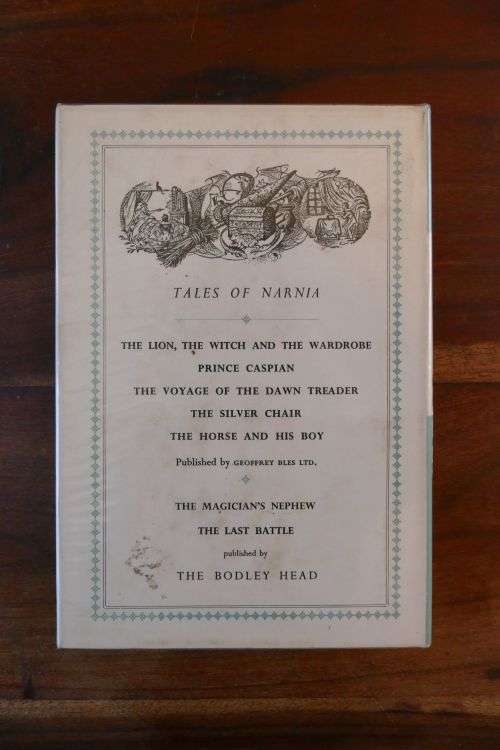 TALES OF NARNIA
THE LION, THE WITCH AND THE WARDROBE
PRINCE CASPIAN
THE VOYAGE OF THE DAWN TREADER
THE SILVER CHAIR
THE HORSE AND HIS BOY
Published by GEOFFREY BLES LTD.
THE MAGICIAN'S NEPHEW
THE LAST BATTLE
published by
THE BODLEY HEAD